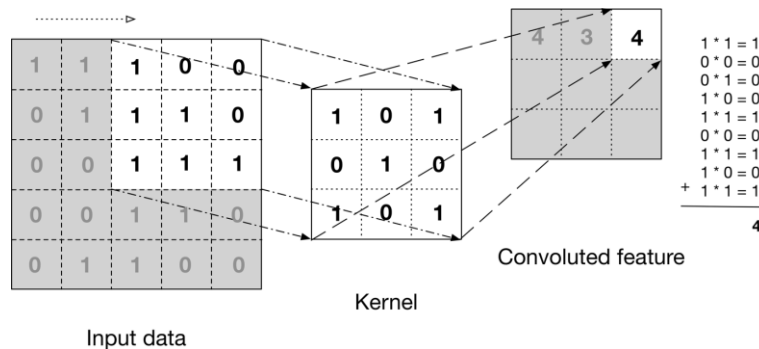 1 1 1 0 0
0 1 1 1 0
0 0 1 1 1
0 0 1 1 0
0 1 1 0 0
Input data
1 0 1
0 1 0
1 0 1
Kernel
4 3 4
Convoluted feature
1 * 1 = 1
0 * 0 = 0
0 * 1 = 0
1 * 0 = 0
1 * 1 = 1
0 * 0 = 0
1 * 1 = 1
1 * 0 = 0
+ 1 * 1 = 1
4